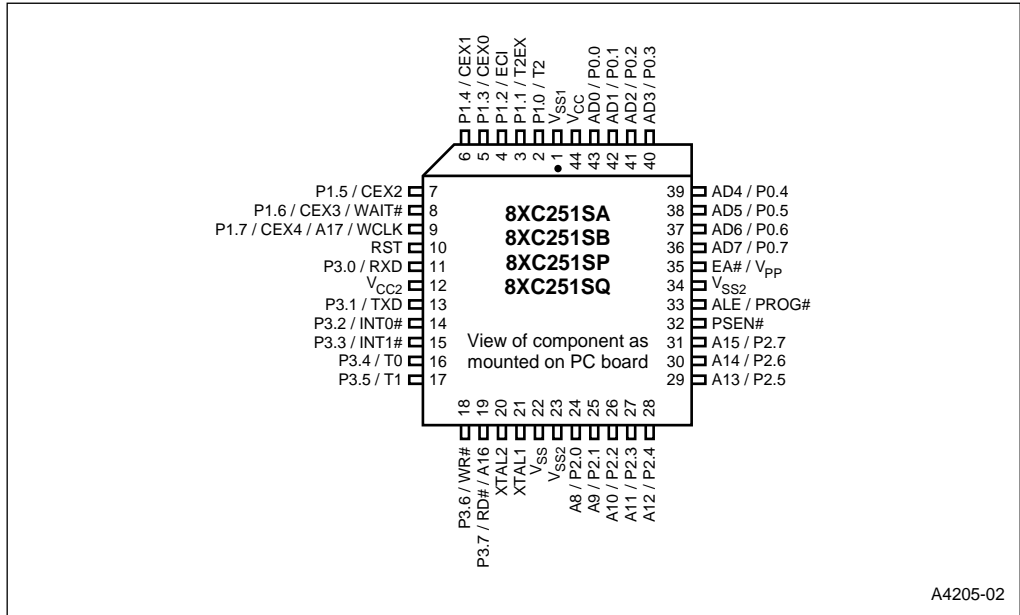 P1.4 / CEX1
P1.3 / CEX0
P1.2 / ECI
P1.1 / T2EX
P1.0 / T2
VSS1
VCC
AD0 / P0.0
AD1 / P0.1
AD2 / P0.2
AD3 / P0.3
6
5
4
3
2
1
44
43
42
41
40
P1.5 / CEX2 7
P1.6 / CEX3 / WAIT# 8
P1.7 / CEX4 / A17 / WCLK 9
RST 10
P3.0 / RXD 11
VCC2 12
P3.1 / TXD 13
P3.2 / INT0# 14
P3.3 / INT1# 15
P3.4 / T0 16
P3.5 / T1 17
8XC251SA
8XC251SB
8XC251SP
8XC251SQ
View of component as
mounted on PC board
39 AD4 / P0.4
38 AD5 / P0.5
37 AD6 / P0.6
36 AD7 / P0.7
35 EA# / VPP
34 VSS2
33 ALE / PROG#
32 PSEN#
31 A15 / P2.7
30 A14 / P2.6
29 A13 / P2.5
18
19
20
21
22
23
24
25
26
27
28
P3.6 / WR#
P3.7 / RD# / A16
XTAL2
XTAL1
VSS
VSS2
A8 / P2.0
A9 / P2.1
A10 / P2.2
A11 / P2.3
A12 / P2.4
A4205-02